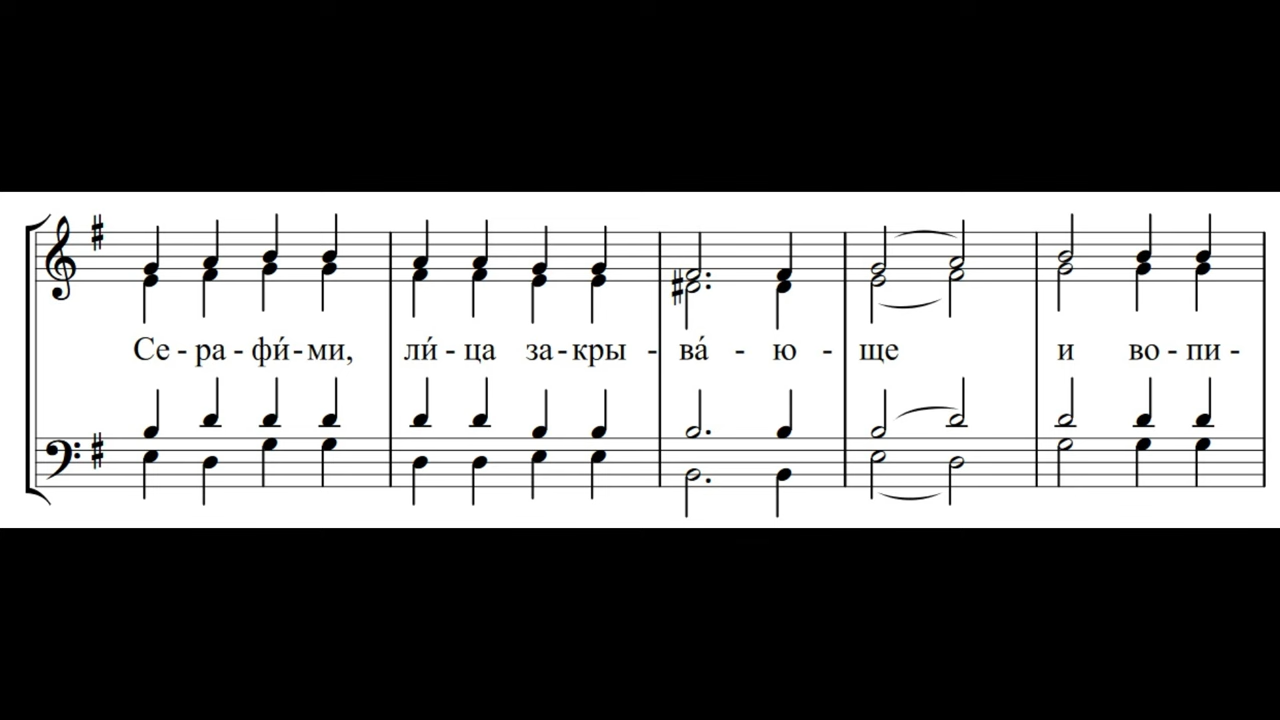 Се - ра - фи́ - ми, ли́ - ца за - кры - ва́ - ю - ще и во - пи -